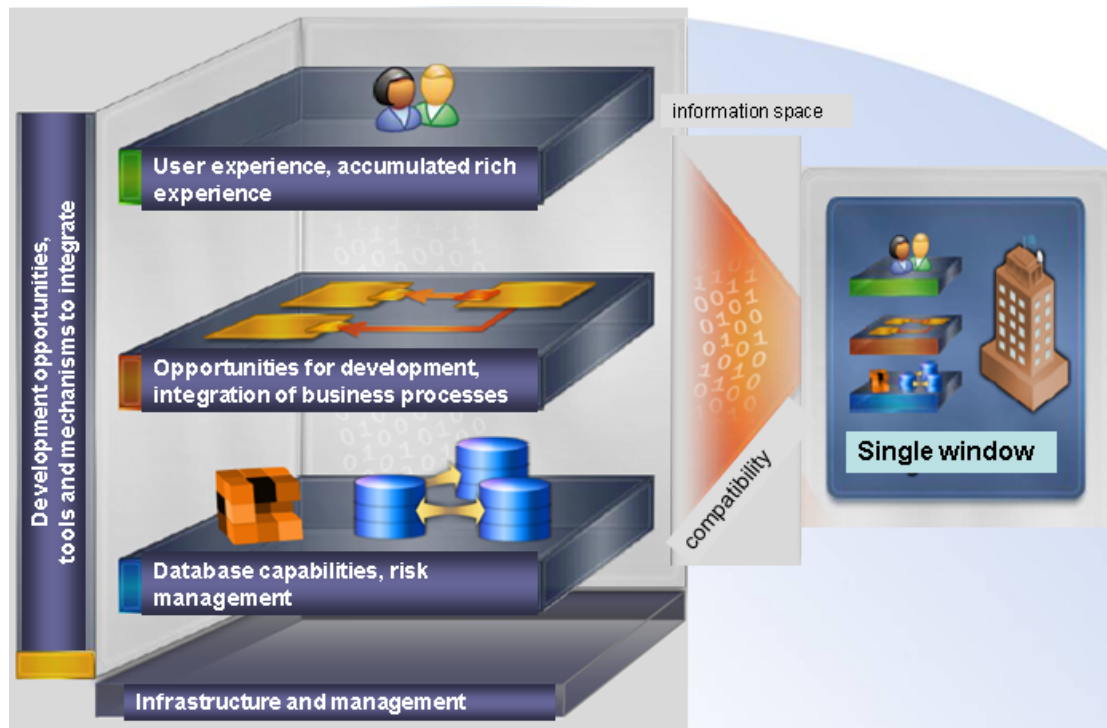 Development opportunities,
tools and mechanisms to integrate
User experience, accumulated rich
experience
Opportunities for development,
integration of business processes
Database capabilities, risk
management
Infrastructure and management
information space
compatibility
Single window